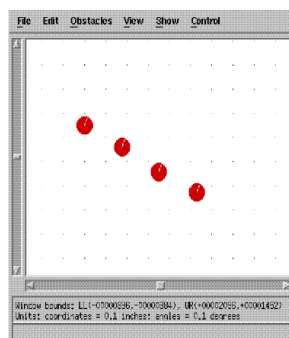 File Edit Obstacles View Show Control
Window bounds: LL(-00000896,-00000884), UR(+00002056,+00001452)
Units: coordinates = 0.1 inches: angles = 0.1 degrees